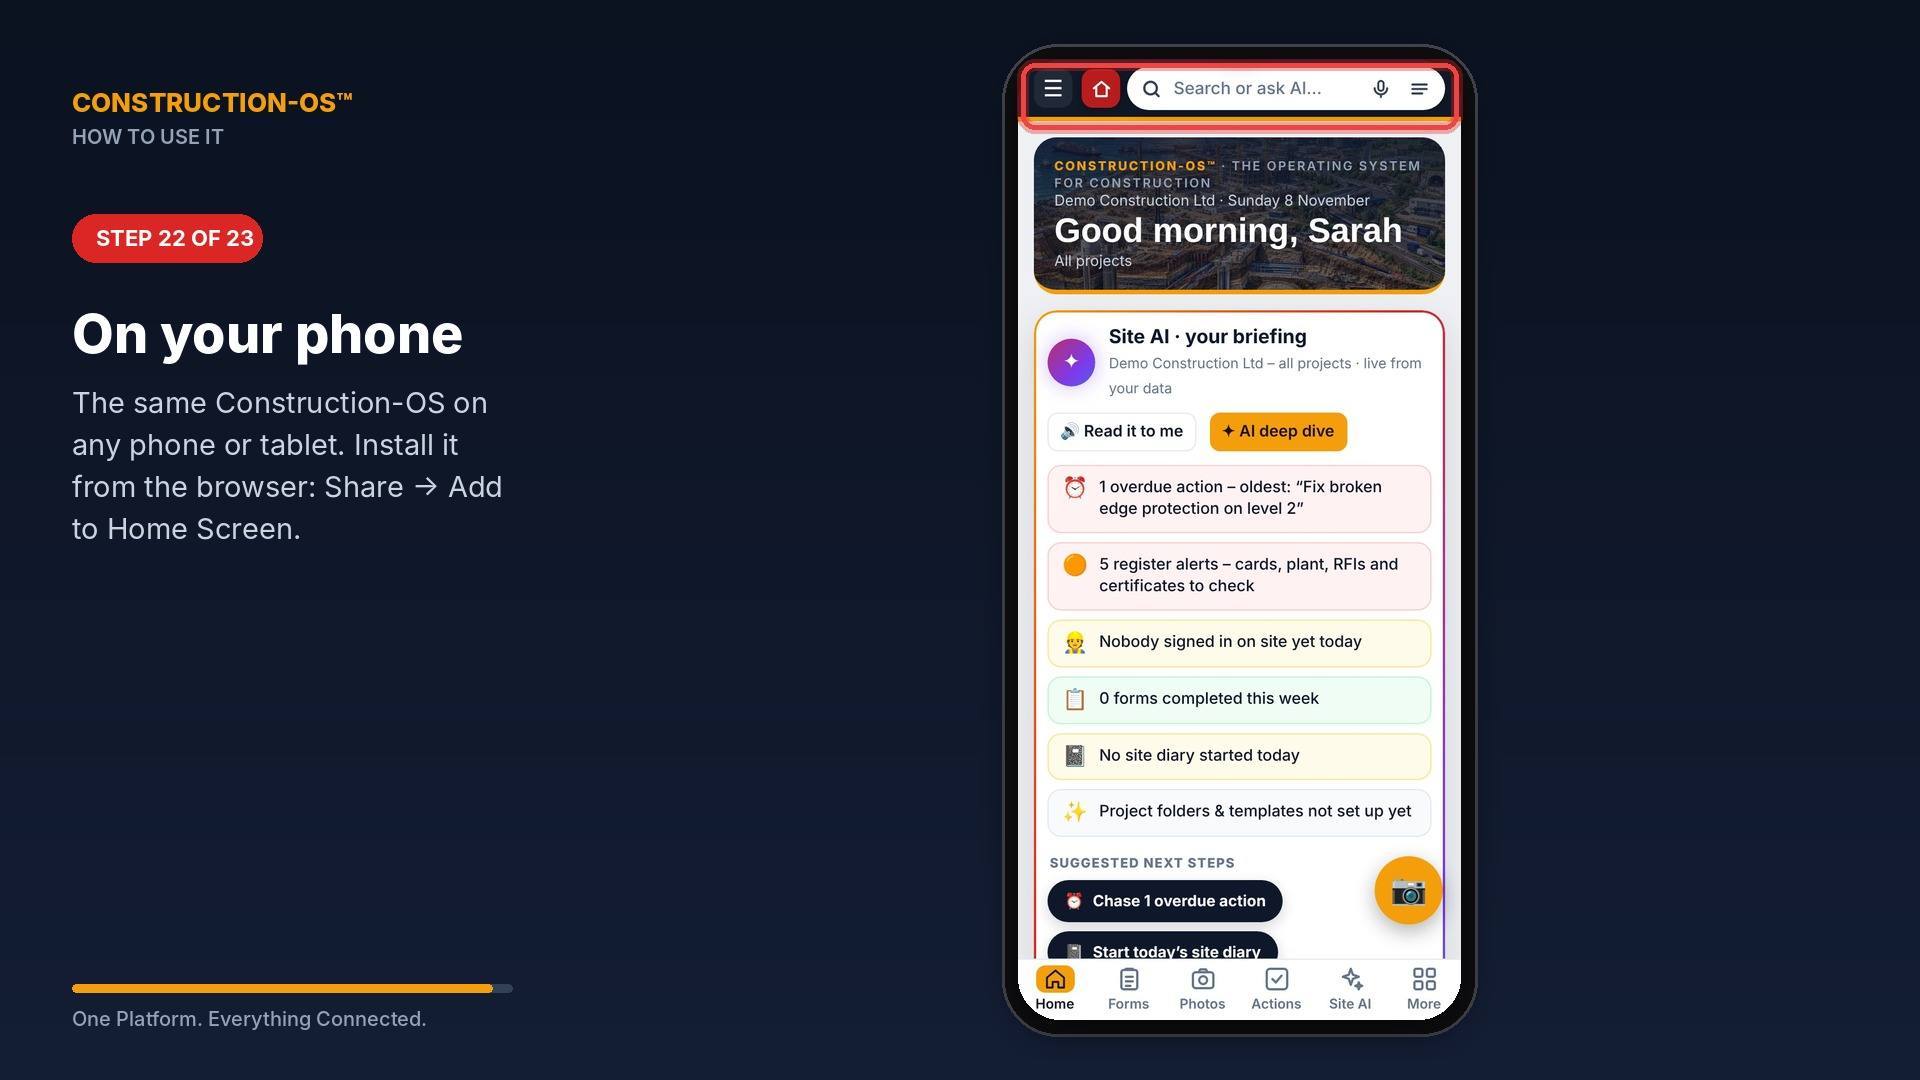 CONSTRUCTION-OS™
HOW TO USE IT
STEP 22 OF 23
On your phone
The same Construction-OS on
any phone or tablet. Install it
from the browser: Share → Add
to Home Screen.
One Platform. Everything Connected.
Search or ask AI...
CONSTRUCTION-OS™ · THE OPERATING SYSTEM
FOR CONSTRUCTION
Demo Construction Ltd · Sunday 8 November
Good morning, Sarah
All projects
Site AI · your briefing
Demo Construction Ltd – all projects · live from
your data
Read it to me
AI deep dive
1 overdue action – oldest: “Fix broken
edge protection on level 2”
5 register alerts – cards, plant, RFIs and
certificates to check
Nobody signed in on site yet today
0 forms completed this week
No site diary started today
Project folders & templates not set up yet
SUGGESTED NEXT STEPS
Chase 1 overdue action
Start today’s site diary
Home
Forms
Photos
Actions
Site AI
More